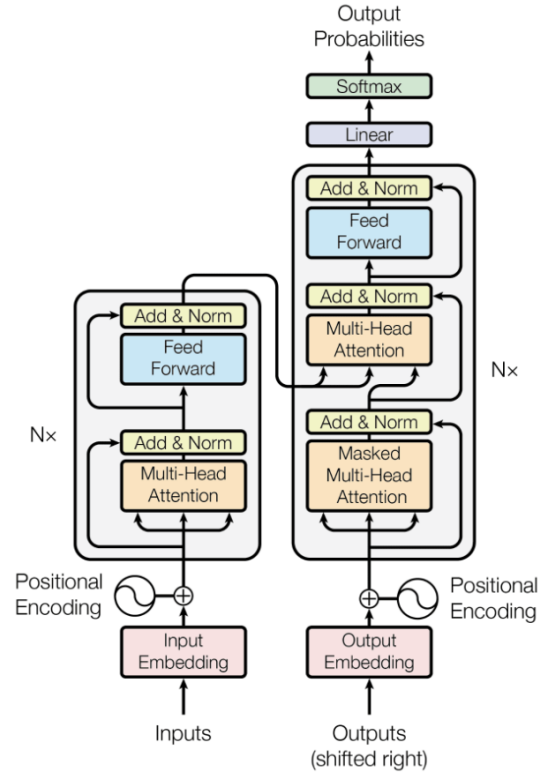 Output
Probabilities
Softmax
Linear
Add & Norm
Feed
Forward
Add & Norm
Multi-Head
Attention
Add & Norm
Masked
Multi-Head
Attention
N×
Add & Norm
Feed
Forward
Add & Norm
Multi-Head
Attention
N×
Positional
Encoding
Positional
Encoding
Input
Embedding
Output
Embedding
Inputs
Outputs
(shifted right)